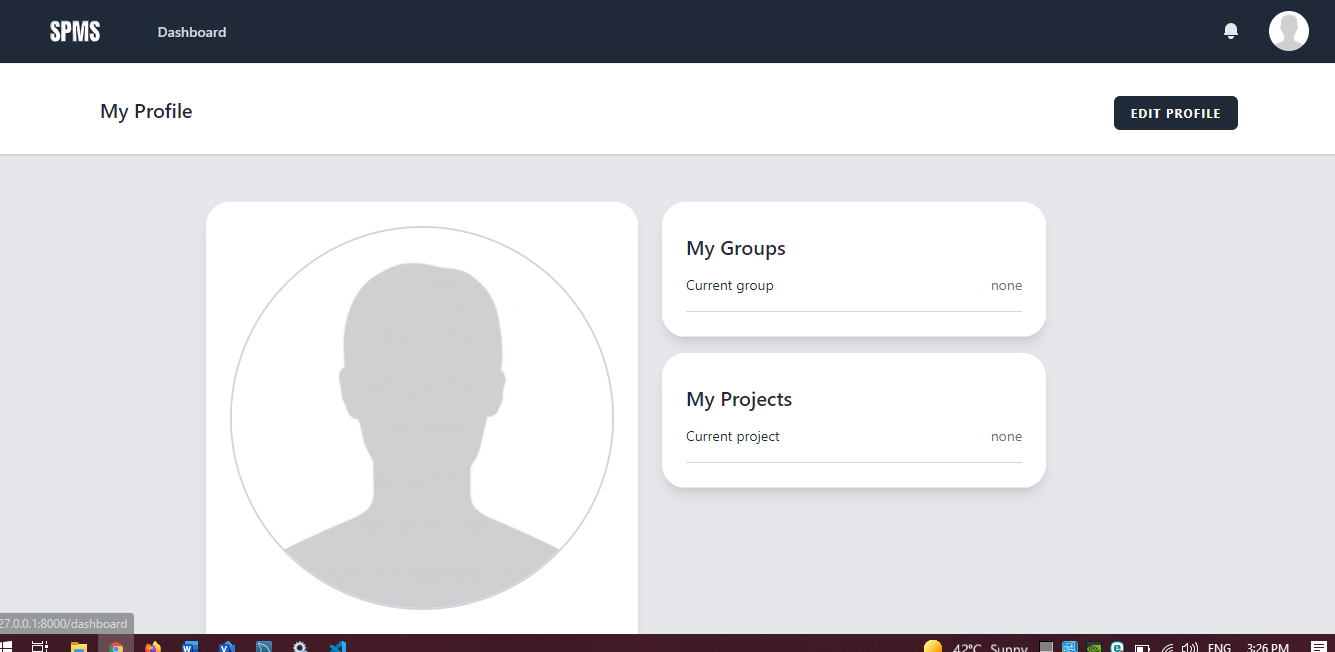 SPMS
Dashboard
My Profile
EDIT PROFILE
My Groups
Current group none
My Projects
Current project none
27.0.0.1:8000/dashboard
42°C Sunny
ENG
3:26 PM